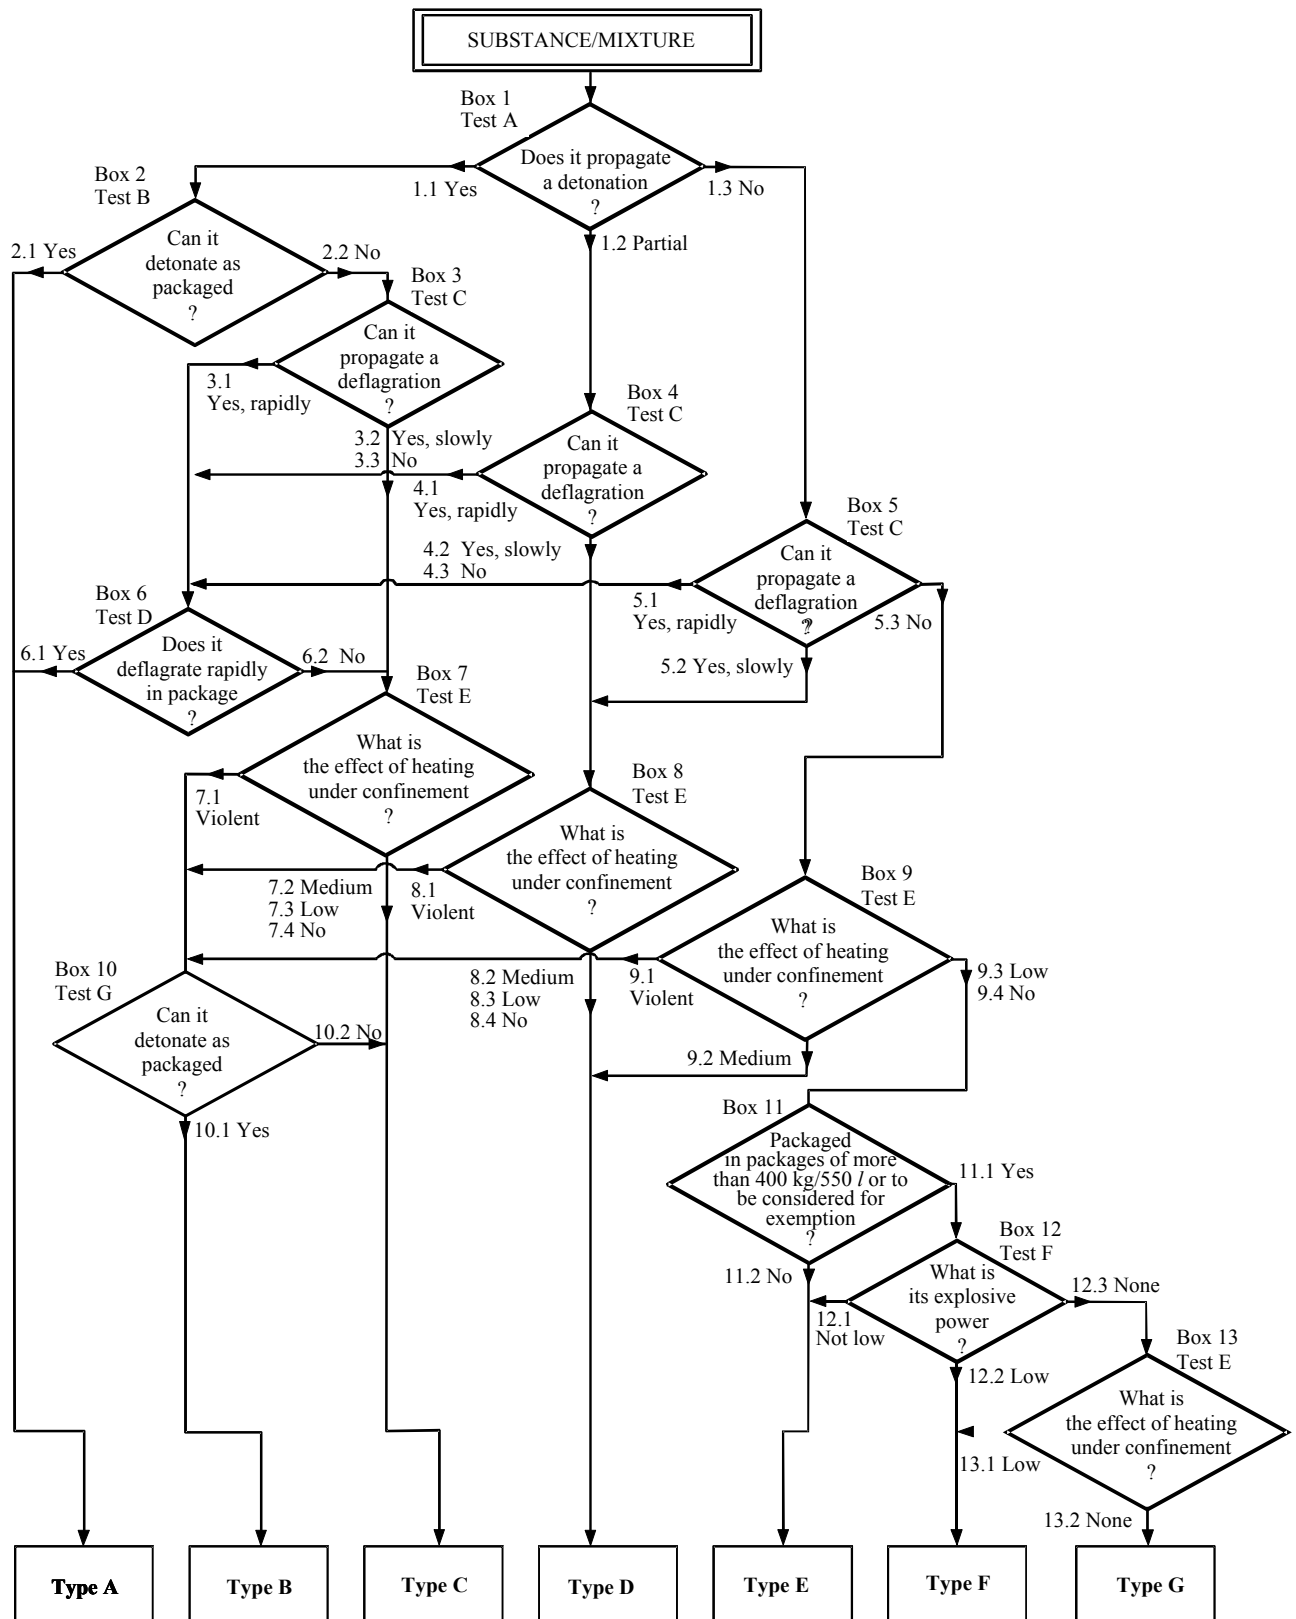 SUBSTANCE/MIXTURE
Box 1
Test A
Does it propagate
a detonation
?
1.1 Yes
1.3 No
1.2 Partial
Box 2
Test B
Can it
detonate as
packaged
?
2.1 Yes
2.2 No
Box 3
Test C
Can it
propagate a
deflagration
?
3.1
Yes, rapidly
3.2 Yes, slowly
3.3 No
Box 4
Test C
Can it
propagate a
deflagration
?
4.1
Yes, rapidly
4.2 Yes, slowly
4.3 No
Box 5
Test C
Can it
propagate a
deflagration
?
5.1
Yes, rapidly
5.3 No
5.2 Yes, slowly
Box 6
Test D
Does it
deflagrate rapidly
in package
?
6.1 Yes
6.2 No
Box 7
Test E
What is
the effect of heating
under confinement
?
7.1
Violent
7.2 Medium
7.3 Low
7.4 No
Box 8
Test E
What is
the effect of heating
under confinement
?
8.1
Violent
8.2 Medium
8.3 Low
8.4 No
Box 9
Test E
What is
the effect of heating
under confinement
?
9.1
Violent
9.3 Low
9.4 No
9.2 Medium
Box 10
Test G
Can it
detonate as
packaged
?
10.2 No
10.1 Yes
Box 11
Packaged
in packages of more
than 400 kg/550 l or to
be considered for
exemption
?
11.1 Yes
11.2 No
Box 12
Test F
What is
its explosive
power
?
12.1
Not low
12.3 None
12.2 Low
Box 13
Test E
What is
the effect of heating
under confinement
?
13.1 Low
13.2 None
Type A
Type B
Type C
Type D
Type E
Type F
Type G